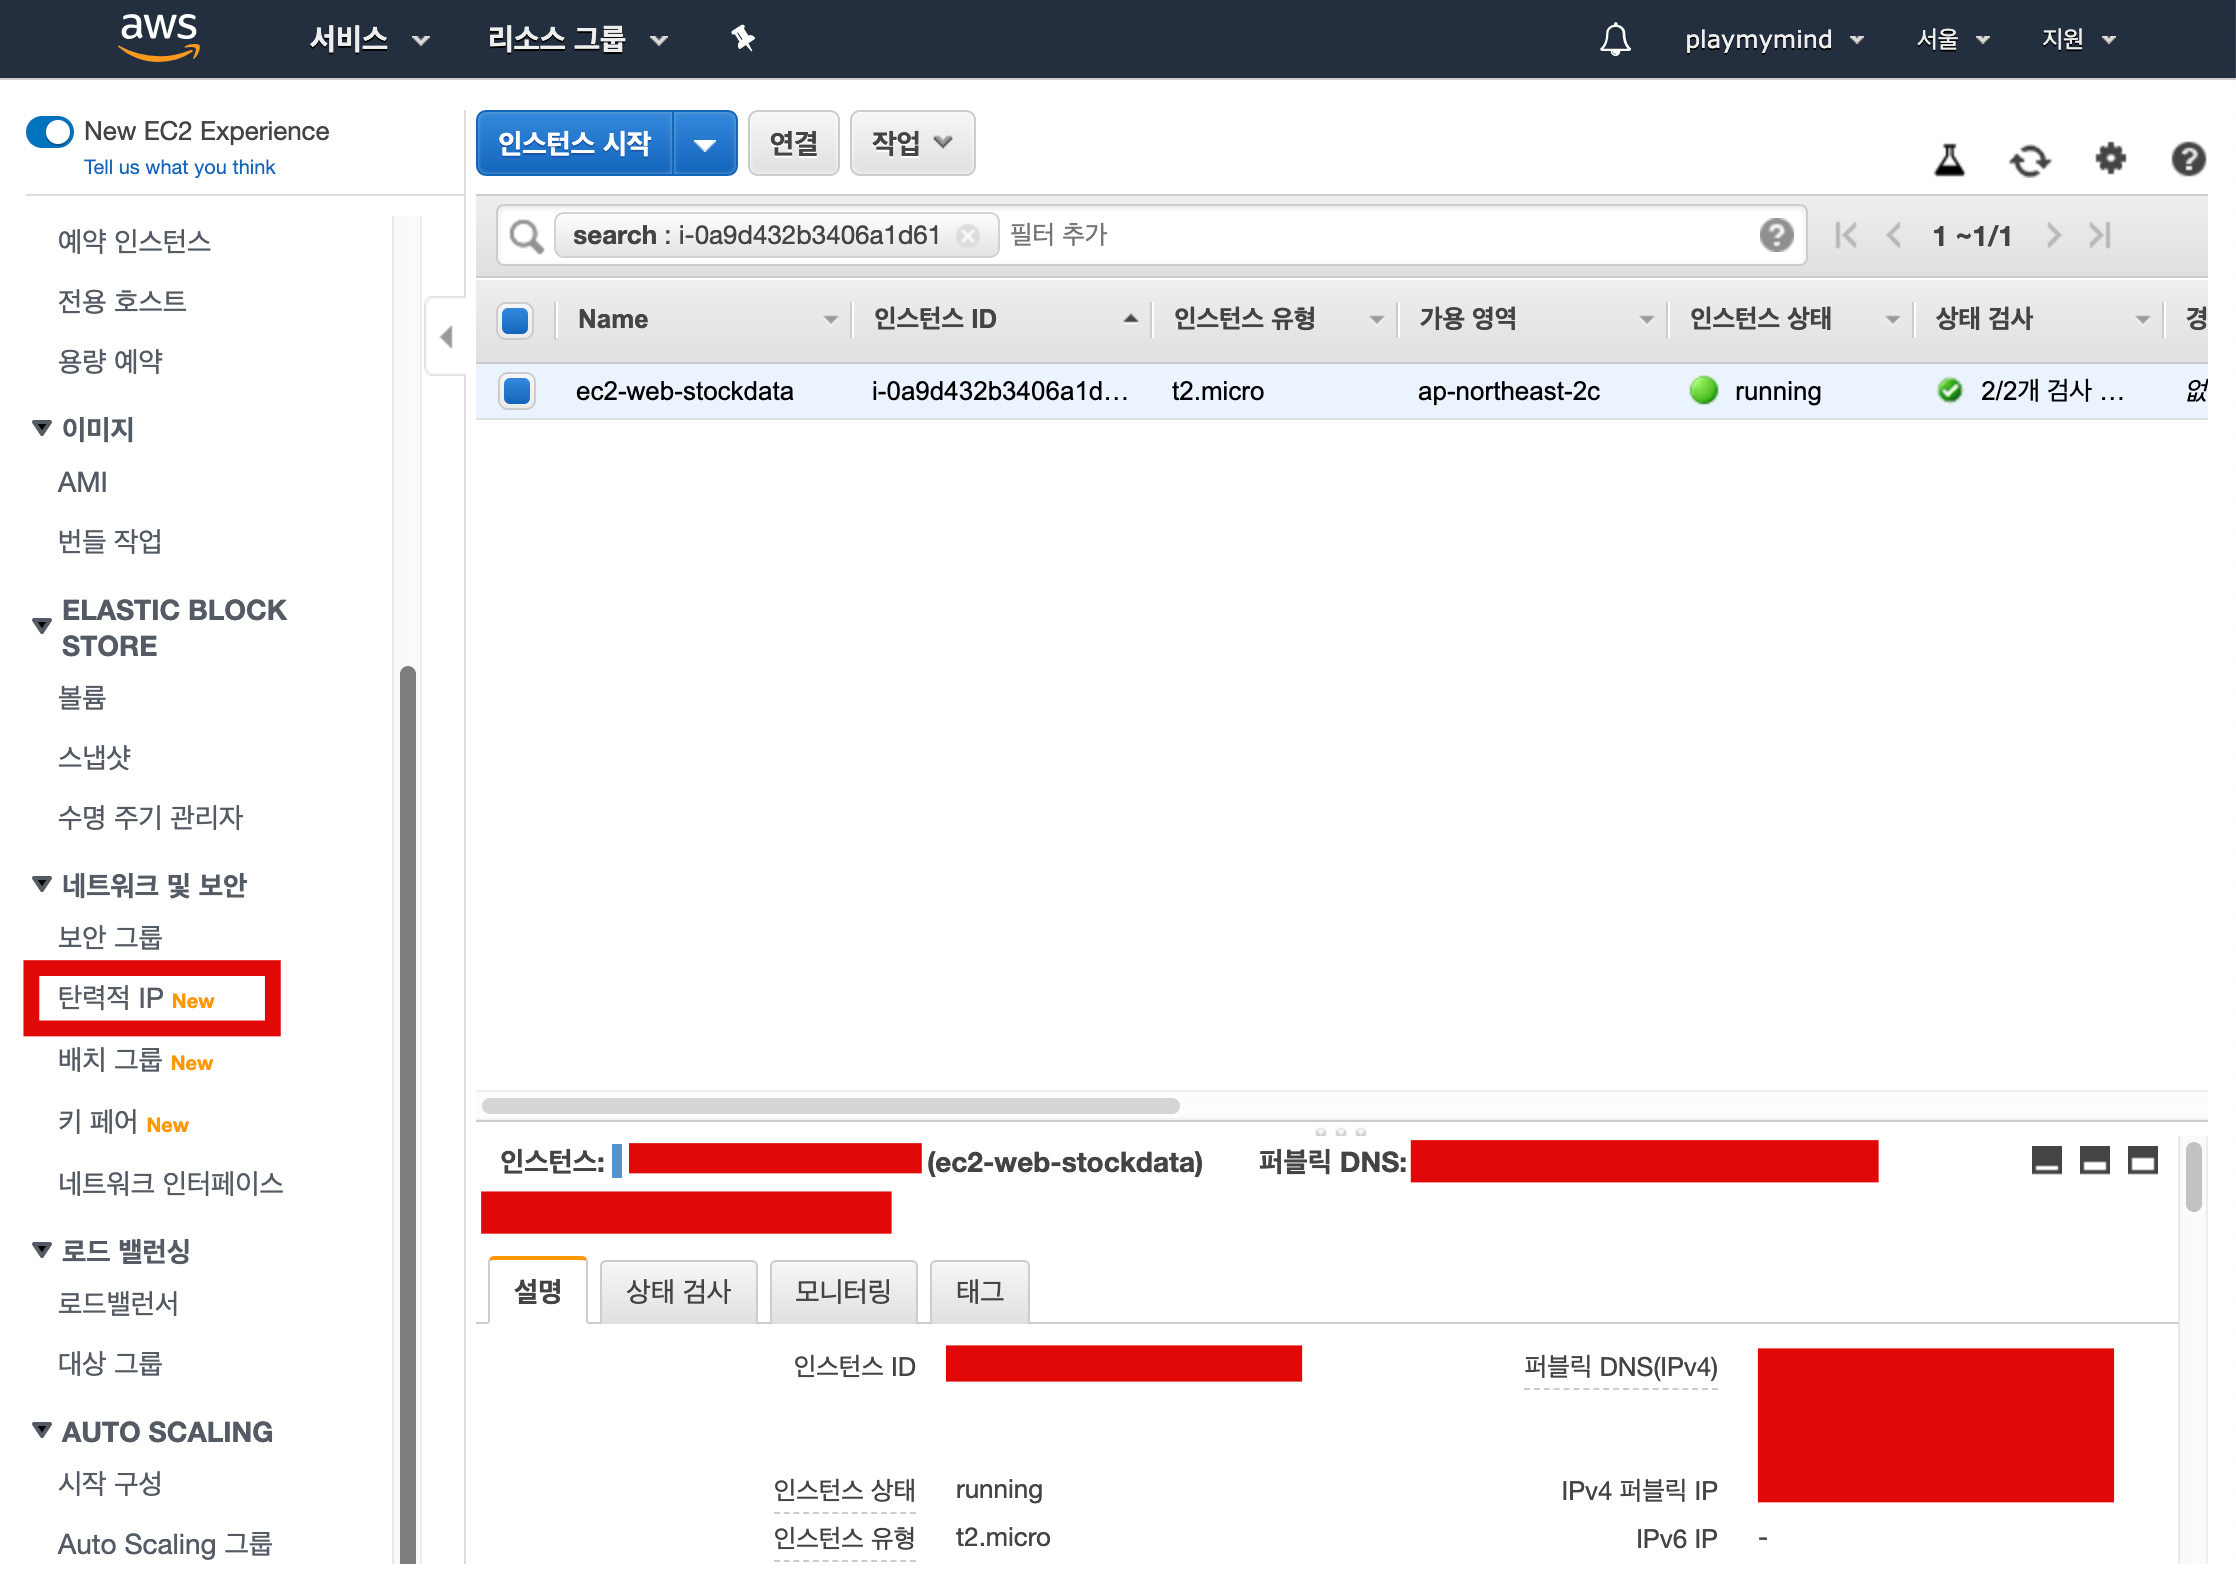 aws 서비스 리소스 그룹 playmymind 서울 지원
New EC2 Experience
Tell us what you think
예약 인스턴스
전용 호스트
용량 예약
이미지
AMI
번들 작업
ELASTIC BLOCK
STORE
볼륨
스냅샷
수명 주기 관리자
네트워크 및 보안
보안 그룹
탄력적 IP New
배치 그룹 New
키 페어 New
네트워크 인터페이스
로드 밸런싱
로드밸런서
대상 그룹
AUTO SCALING
시작 구성
Auto Scaling 그룹
인스턴스 시작 연결 작업
search : i-0a9d432b3406a1d61 필터 추가 1 ~1/1
Name 인스턴스 ID 인스턴스 유형 가용 영역 인스턴스 상태 상태 검사 경
ec2-web-stockdata i-0a9d432b3406a1d... t2.micro ap-northeast-2c running 2/2개 검사 ... 없
인스턴스: (ec2-web-stockdata) 퍼블릭 DNS:
설명 상태 검사 모니터링 태그
인스턴스 ID 퍼블릭 DNS(IPv4)
인스턴스 상태 running IPv4 퍼블릭 IP
인스턴스 유형 t2.micro IPv6 IP -